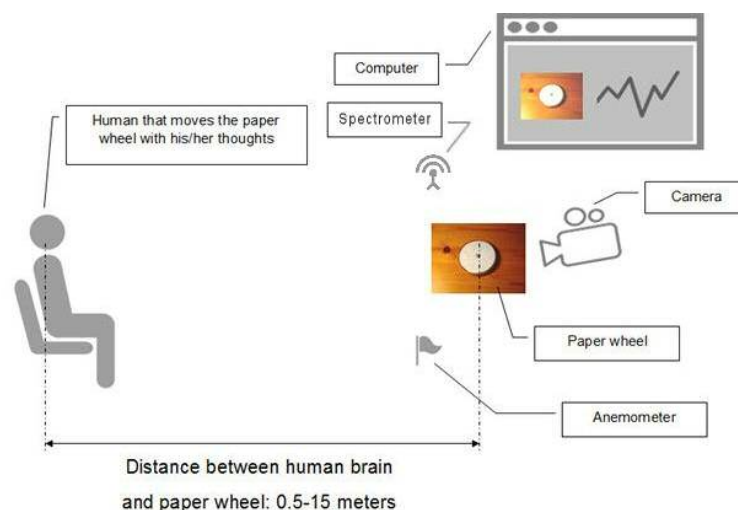 Computer
Spectrometer
Human that moves the paper
wheel with his/her thoughts
Camera
Paper wheel
Anemometer
Distance between human brain
and paper wheel: 0.5-15 meters